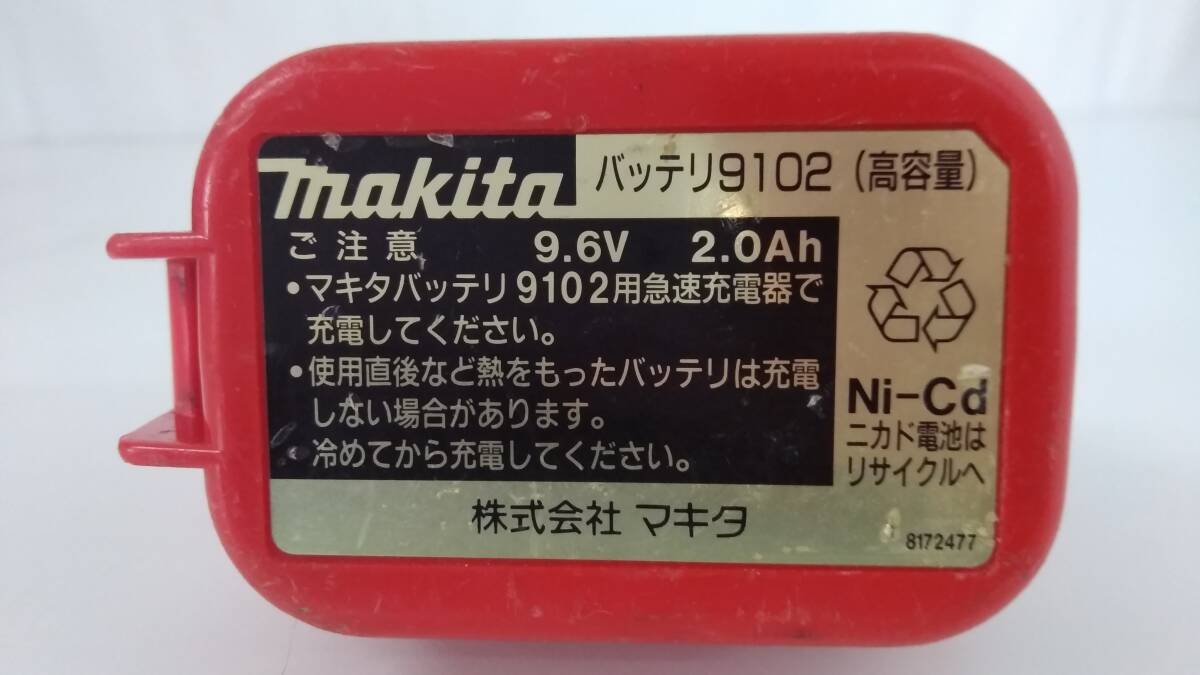 makita バッテリ9102 (高容量)
ご注意 9.6V 2.0Ah
•マキタバッテリ9102用急速充電器で
充電してください。
•使用直後など熱をもったバッテリは充電
しない場合があります。
冷めてから充電してください。
Ni-Cd
ニカド電池は
リサイクルへ
株式会社 マキタ
8172477